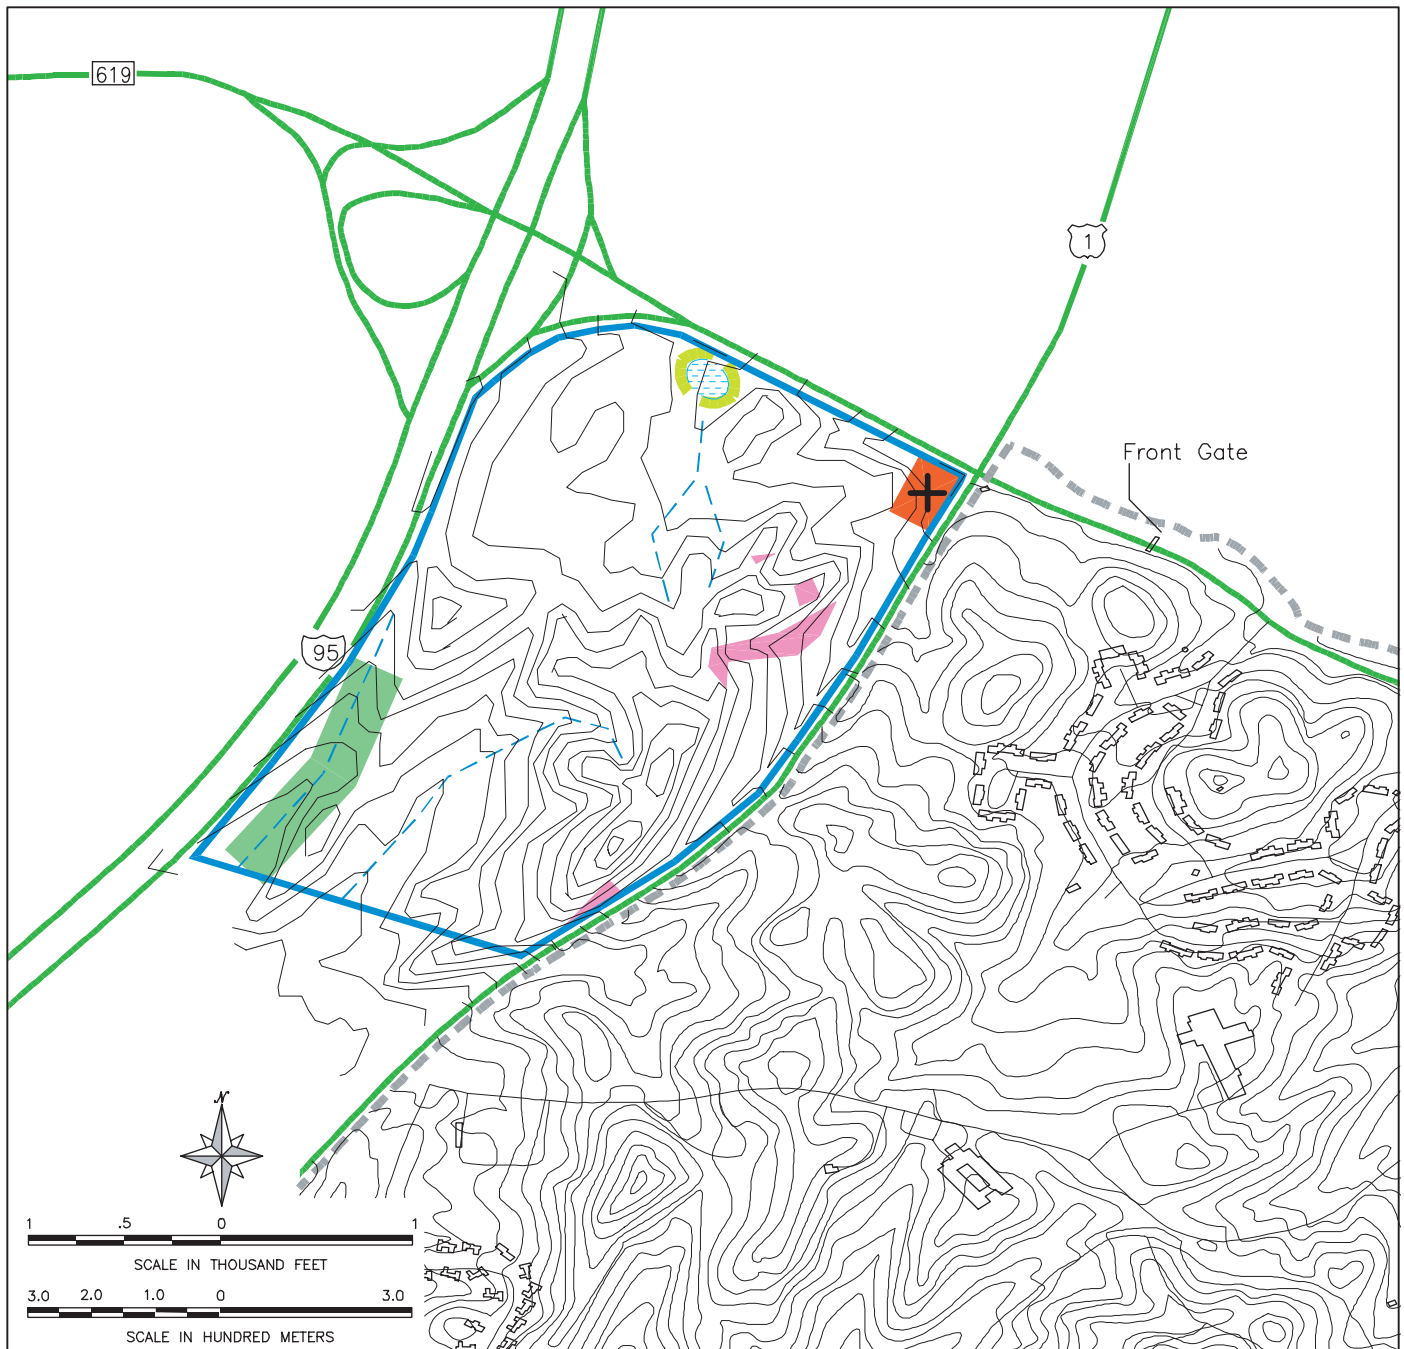 619
1
Front Gate
95
N
1 .5 0 1
SCALE IN THOUSAND FEET
3.0 2.0 1.0 0 3.0
SCALE IN HUNDRED METERS